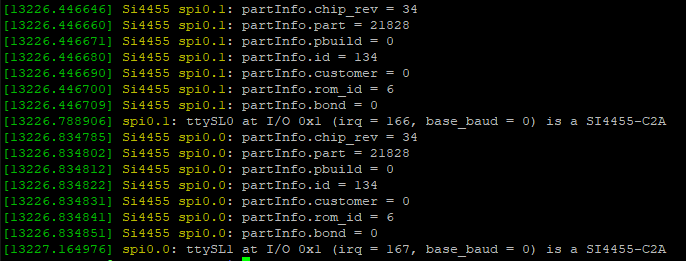 [13226.446646] Si4455 spi0.1: partInfo.chip_rev = 34
[13226.446660] Si4455 spi0.1: partInfo.part = 21828
[13226.446671] Si4455 spi0.1: partInfo.pbuild = 0
[13226.446680] Si4455 spi0.1: partInfo.id = 134
[13226.446690] Si4455 spi0.1: partInfo.customer = 0
[13226.446700] Si4455 spi0.1: partInfo.rom_id = 6
[13226.446709] Si4455 spi0.1: partInfo.bond = 0
[13226.788906] spi0.1: ttySL0 at I/O 0x1 (irq = 166, base_baud = 0) is a SI4455-C2A
[13226.834785] Si4455 spi0.0: partInfo.chip_rev = 34
[13226.834802] Si4455 spi0.0: partInfo.part = 21828
[13226.834812] Si4455 spi0.0: partInfo.pbuild = 0
[13226.834822] Si4455 spi0.0: partInfo.id = 134
[13226.834831] Si4455 spi0.0: partInfo.customer = 0
[13226.834841] Si4455 spi0.0: partInfo.rom_id = 6
[13226.834851] Si4455 spi0.0: partInfo.bond = 0
[13227.164976] spi0.0: ttySL1 at I/O 0x1 (irq = 167, base_baud = 0) is a SI4455-C2A